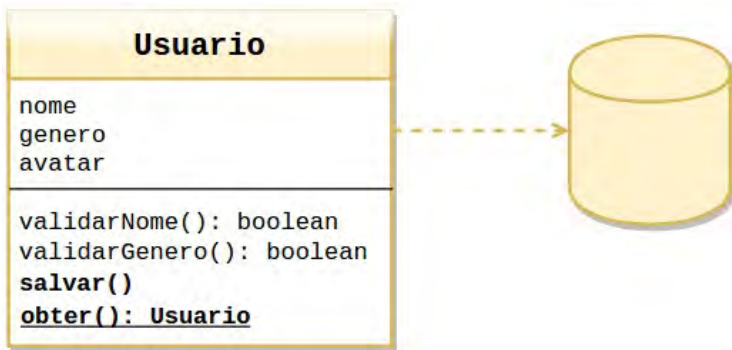 Usuario
nome
genero
avatar
validarNome(): boolean
validarGenero(): boolean
salvar()
obter(): Usuario